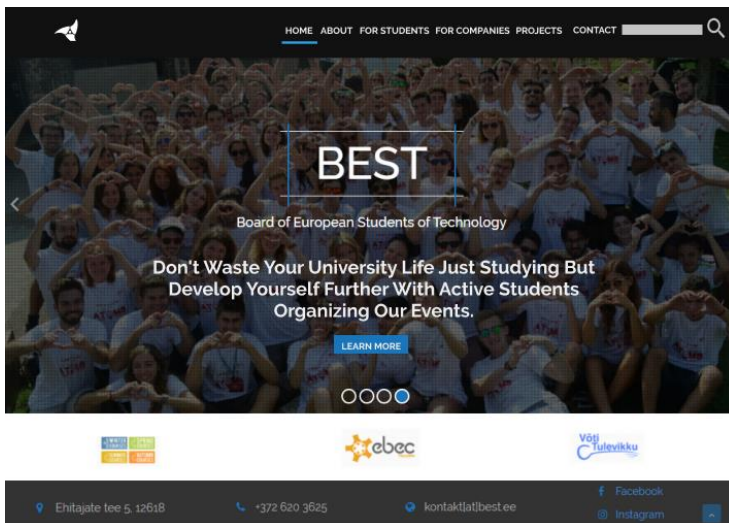 HOME ABOUT FOR STUDENTS FOR COMPANIES PROJECTS CONTACT
BEST
Board of European Students of Technology
Don't Waste Your University Life Just Studying But
Develop Yourself Further With Active Students
Organizing Our Events.
LEARN MORE
ebec
Võti
Tulevikku
Ehitajate tee 5, 12618
+372 620 3625
kontakt[at]best.ee
Facebook
Instagram